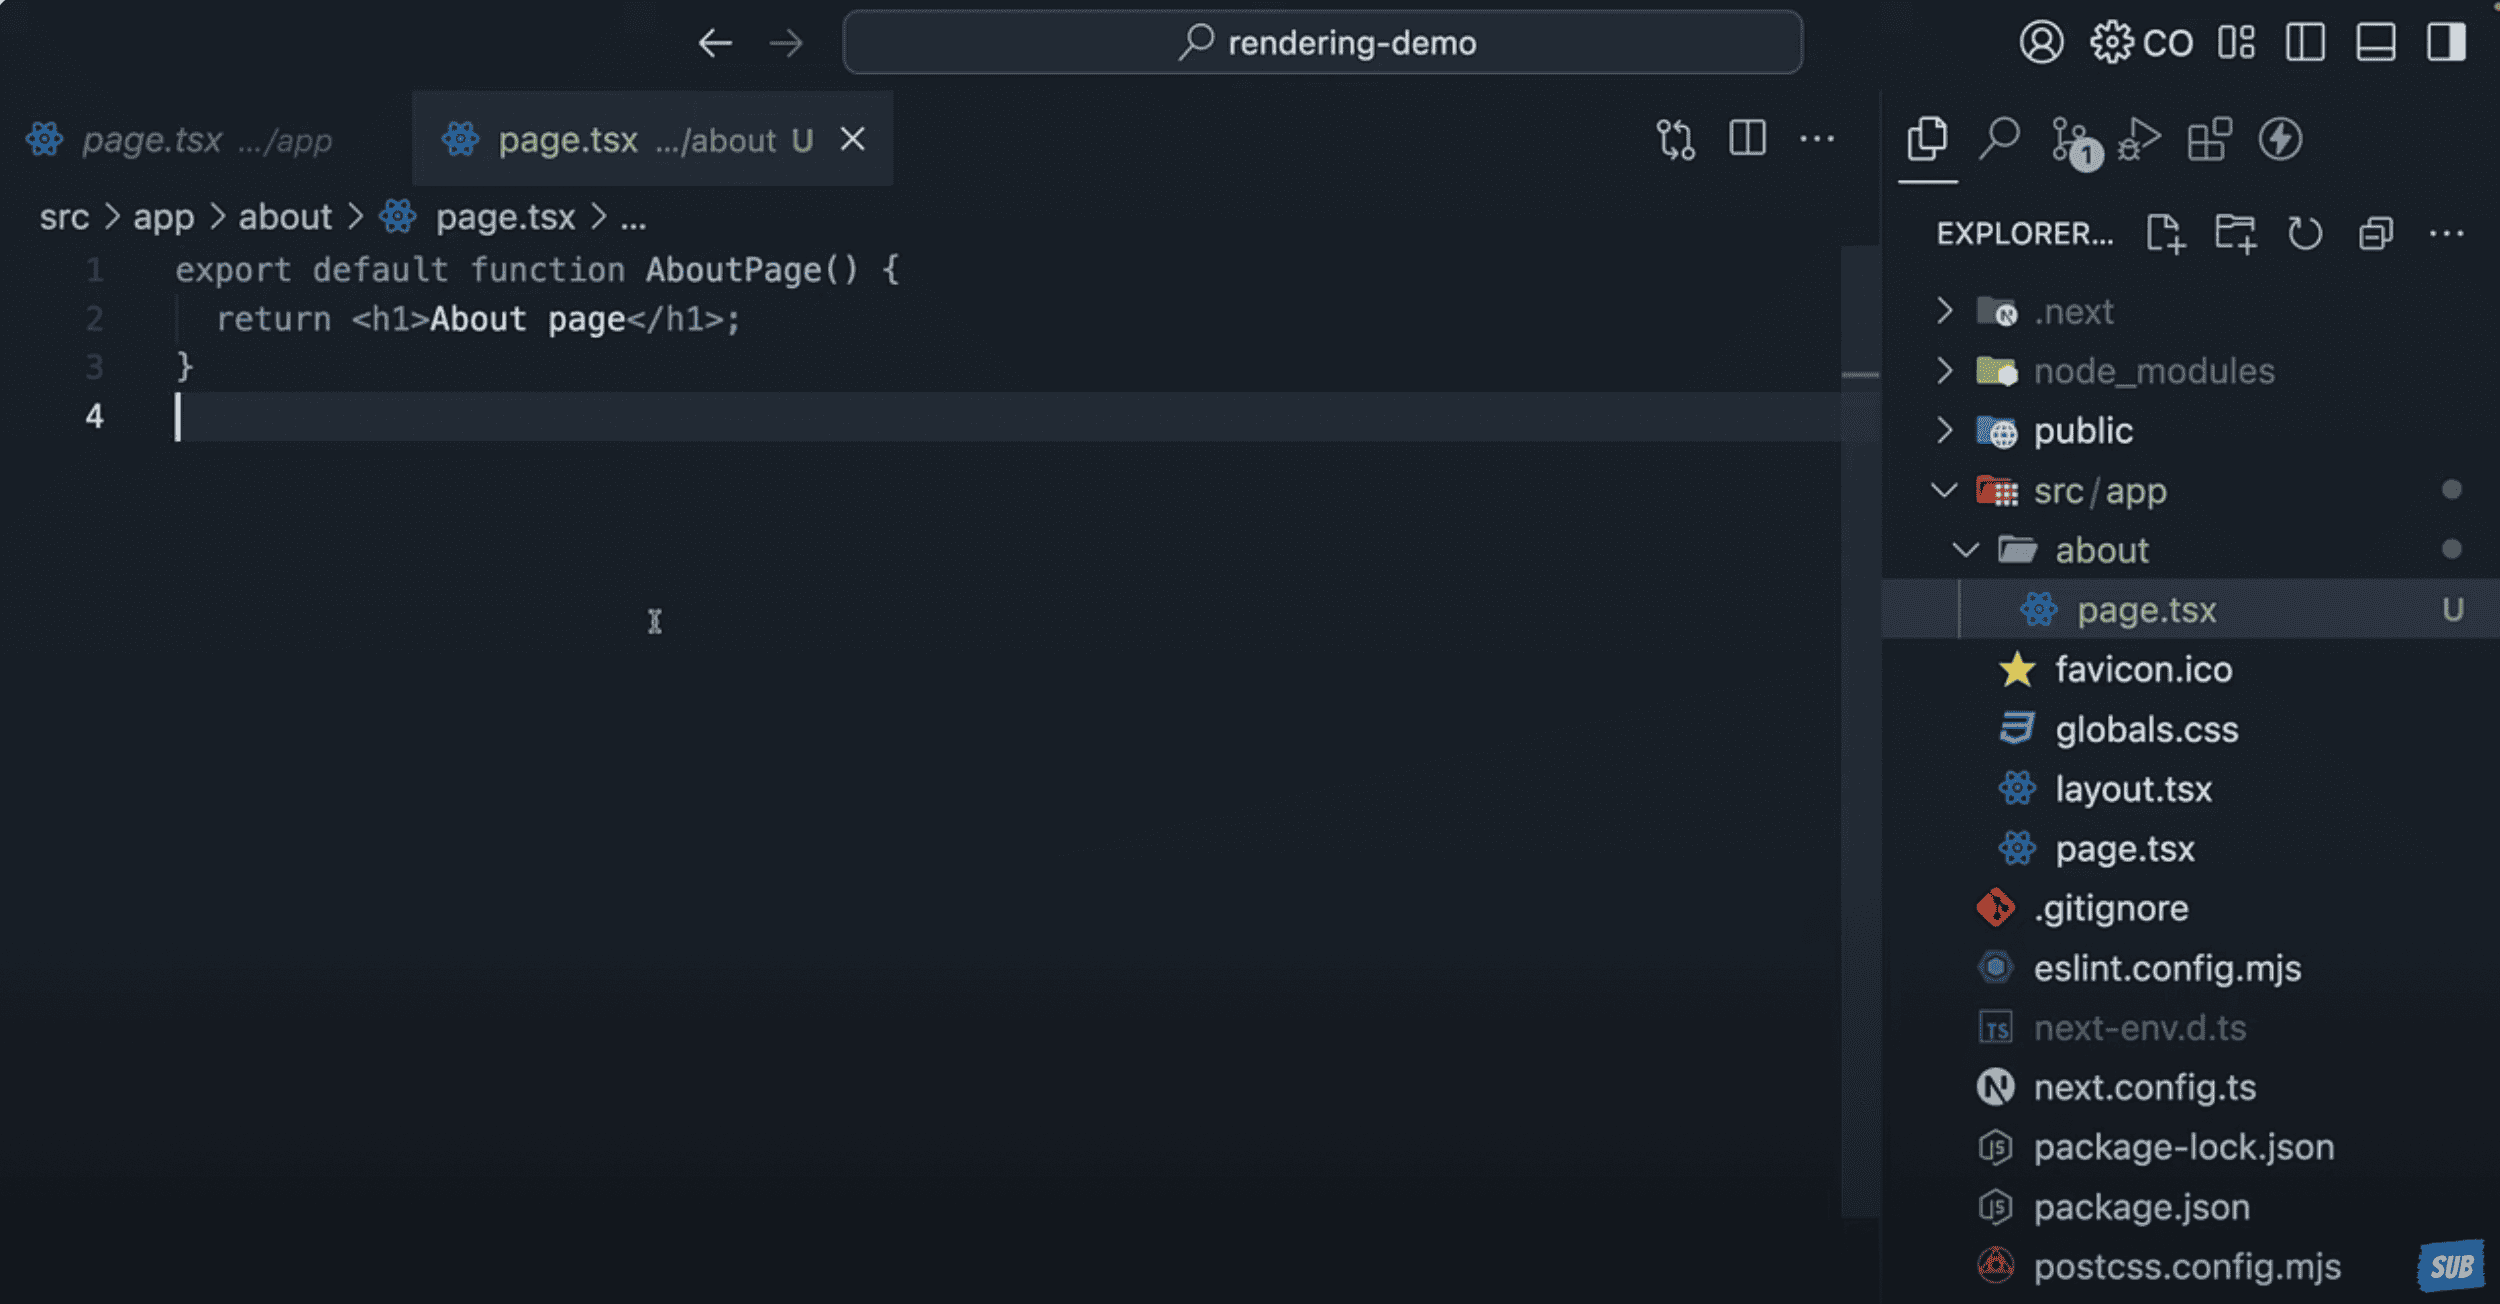 rendering-demo
CO
page.tsx .../app
page.tsx .../about U
1
src > app > about > page.tsx > ...
EXPLORER...
1 export default function AboutPage() {
2 return <h1>About page</h1>;
3 }
4
.next
node_modules
public
src/app
about
page.tsx U
favicon.ico
globals.css
layout.tsx
page.tsx
.gitignore
eslint.config.mjs
TS next-env.d.ts
N next.config.ts
JS package-lock.json
JS package.json
postcss.config.mjs
SUB